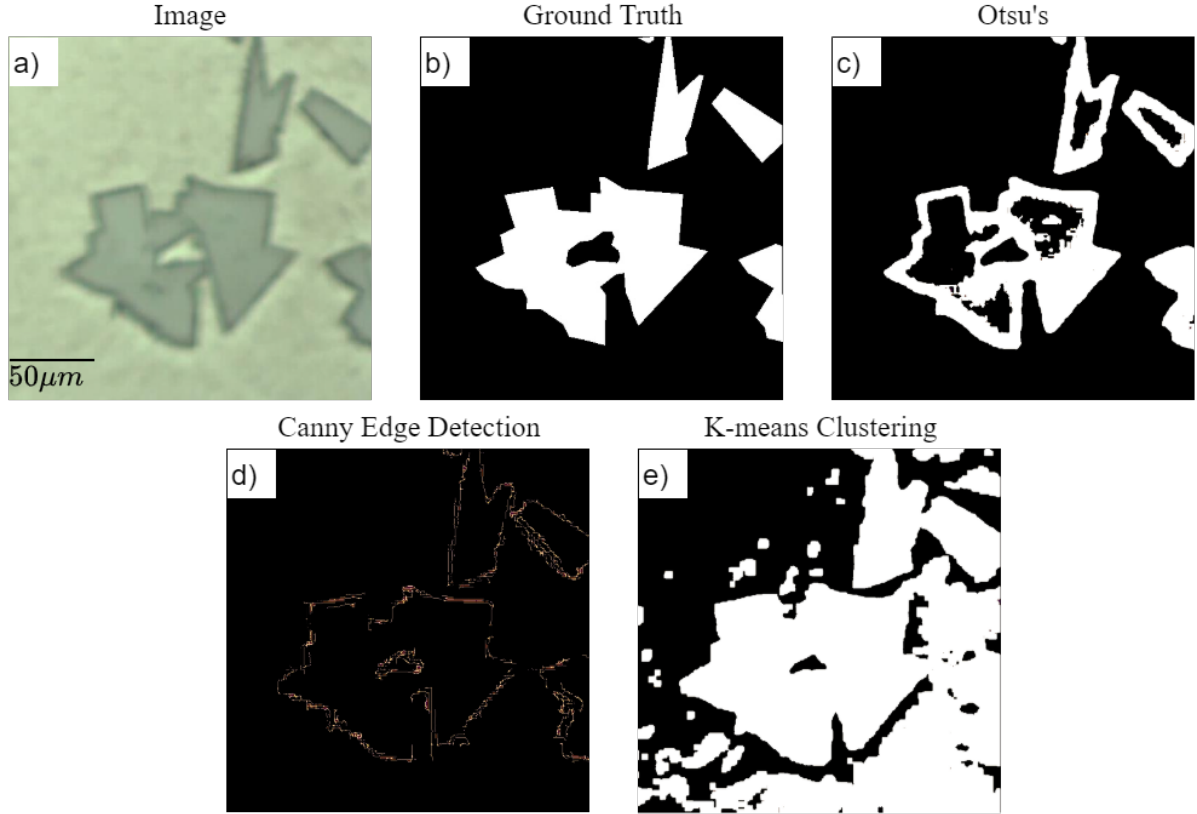 Image
Ground Truth
Otsu's
a)
b)
c)
50μm
Canny Edge Detection
K-means Clustering
d)
e)